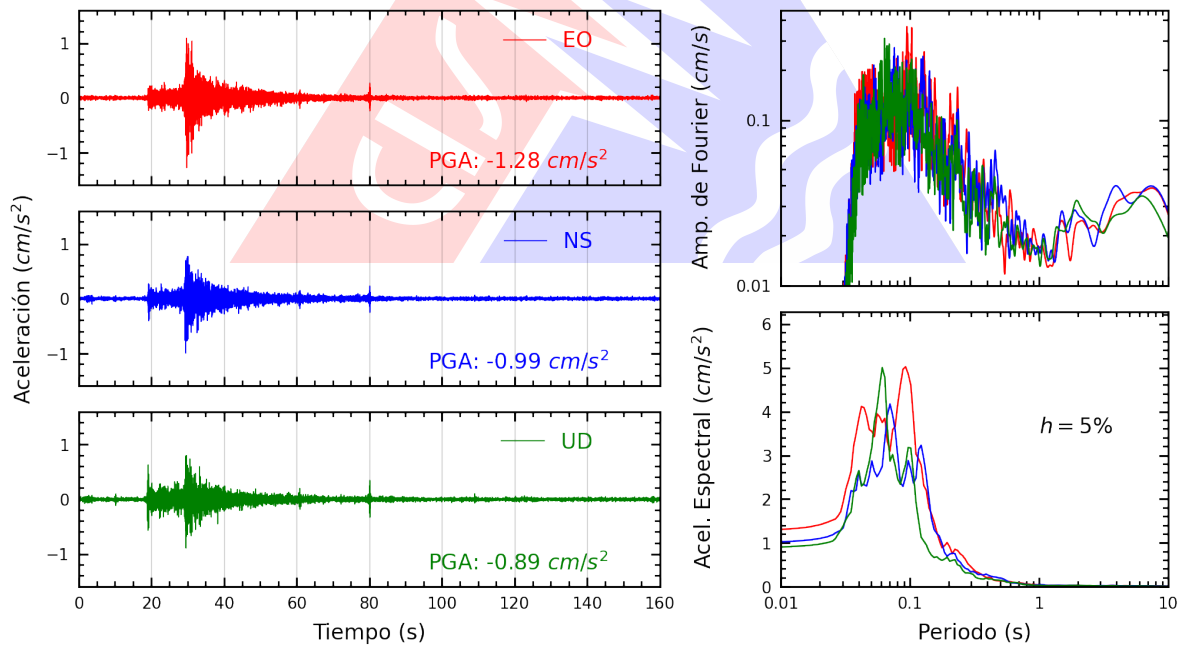 Aceleración (cm/s²)
1
0
−1
EO
PGA: -1.28 cm/s²
1
0
−1
NS
PGA: -0.99 cm/s²
1
0
−1
UD
PGA: -0.89 cm/s²
0 20 40 60 80 100 120 140 160
Tiempo (s)
Amp. de Fourier (cm/s)
0.1
0.01
Acel. Espectral (cm/s²)
6
5
4
3
2
1
0
h = 5%
0.01 0.1 1 10
Periodo (s)